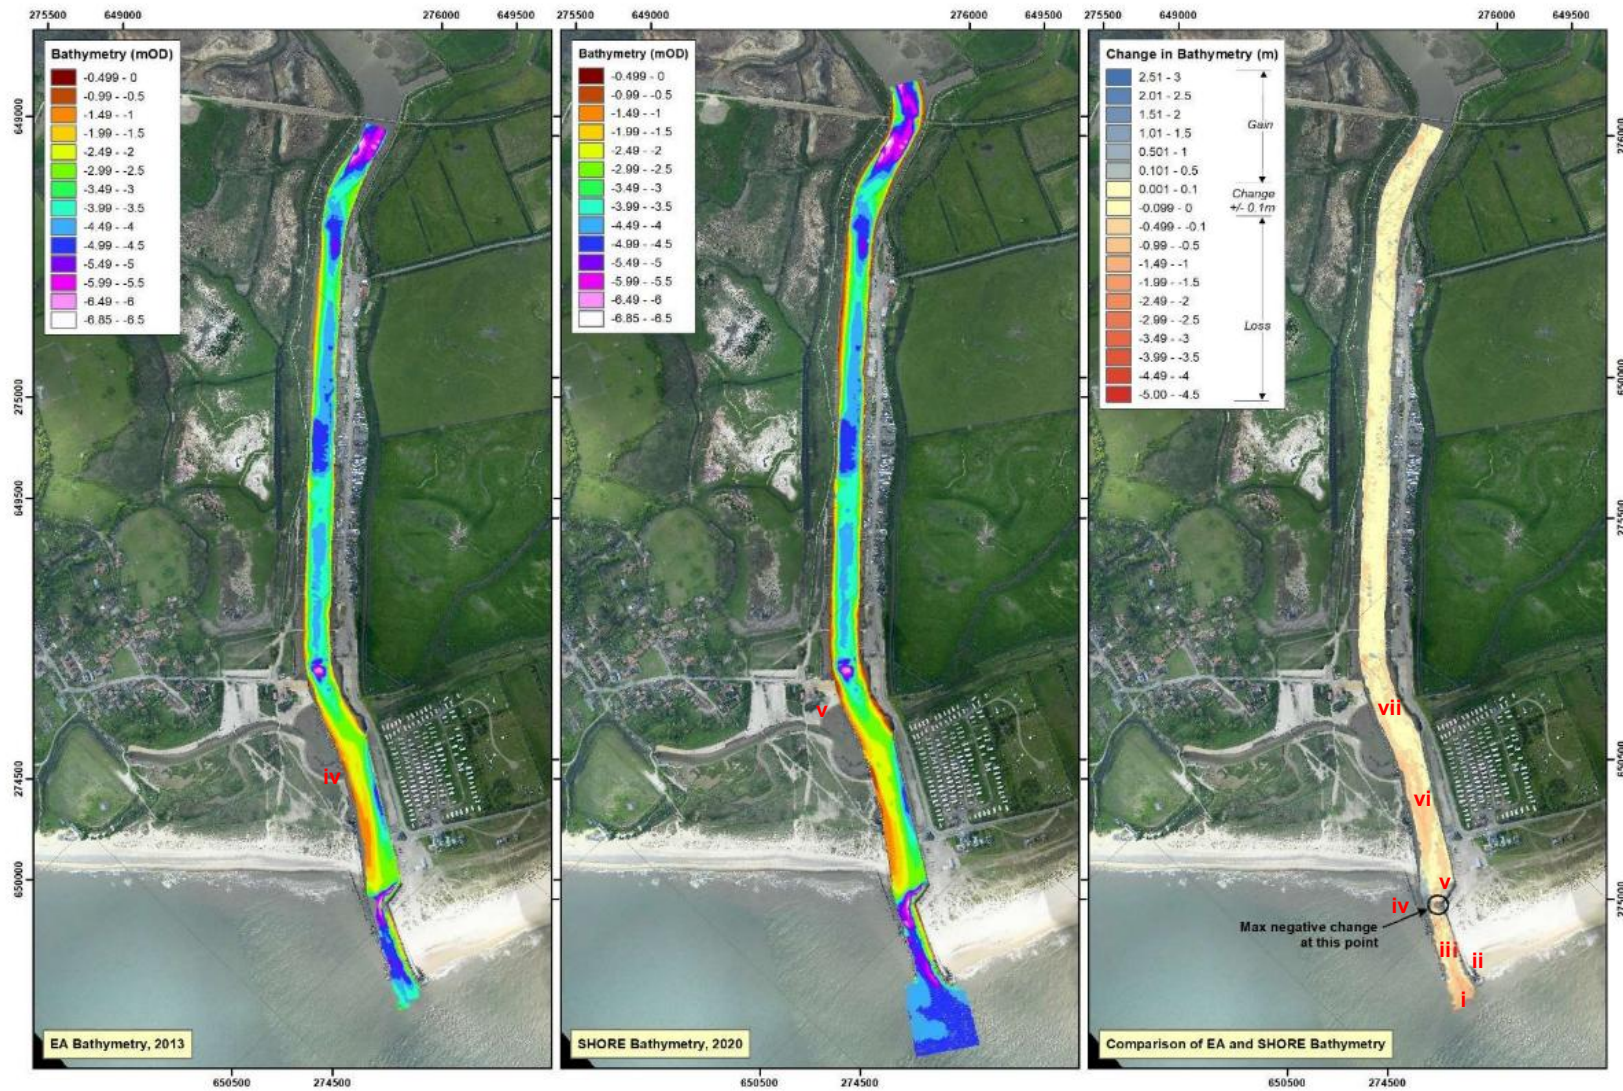 275500 649000 276000 649500
275500 649000 276000 649500
275500 649000 276000 649500
649000
275000
649500
274500
650000
Bathymetry (mOD)
-0.499 - 0
-0.99 - -0.5
-1.49 - -1
-1.99 - -1.5
-2.49 - -2
-2.99 - -2.5
-3.49 - -3
-3.99 - -3.5
-4.49 - -4
-4.99 - -4.5
-5.49 - -5
-5.99 - -5.5
-6.49 - -6
-6.85 - -6.5
iv
EA Bathymetry, 2013
650500 274500
Bathymetry (mOD)
-0.499 - 0
-0.99 - -0.5
-1.49 - -1
-1.99 - -1.5
-2.49 - -2
-2.99 - -2.5
-3.49 - -3
-3.99 - -3.5
-4.49 - -4
-4.99 - -4.5
-5.49 - -5
-5.99 - -5.5
-6.49 - -6
-6.85 - -6.5
v
SHORE Bathymetry, 2020
650500 274500
Change in Bathymetry (m)
2.51 - 3
2.01 - 2.5
1.51 - 2
1.01 - 1.5
0.501 - 1
0.101 - 0.5
0.001 - 0.1
-0.099 - 0
-0.499 - -0.1
-0.99 - -0.5
-1.49 - -1
-1.99 - -1.5
-2.49 - -2
-2.99 - -2.5
-3.49 - -3
-3.99 - -3.5
-4.49 - -4
-5.00 - -4.5
Gain
Change
+/- 0.1m
Loss
vii
vi
v
iv
Max negative change
at this point
iii
ii
i
Comparison of EA and SHORE Bathymetry
650500 274500
276000
650000
275500
650500
275000